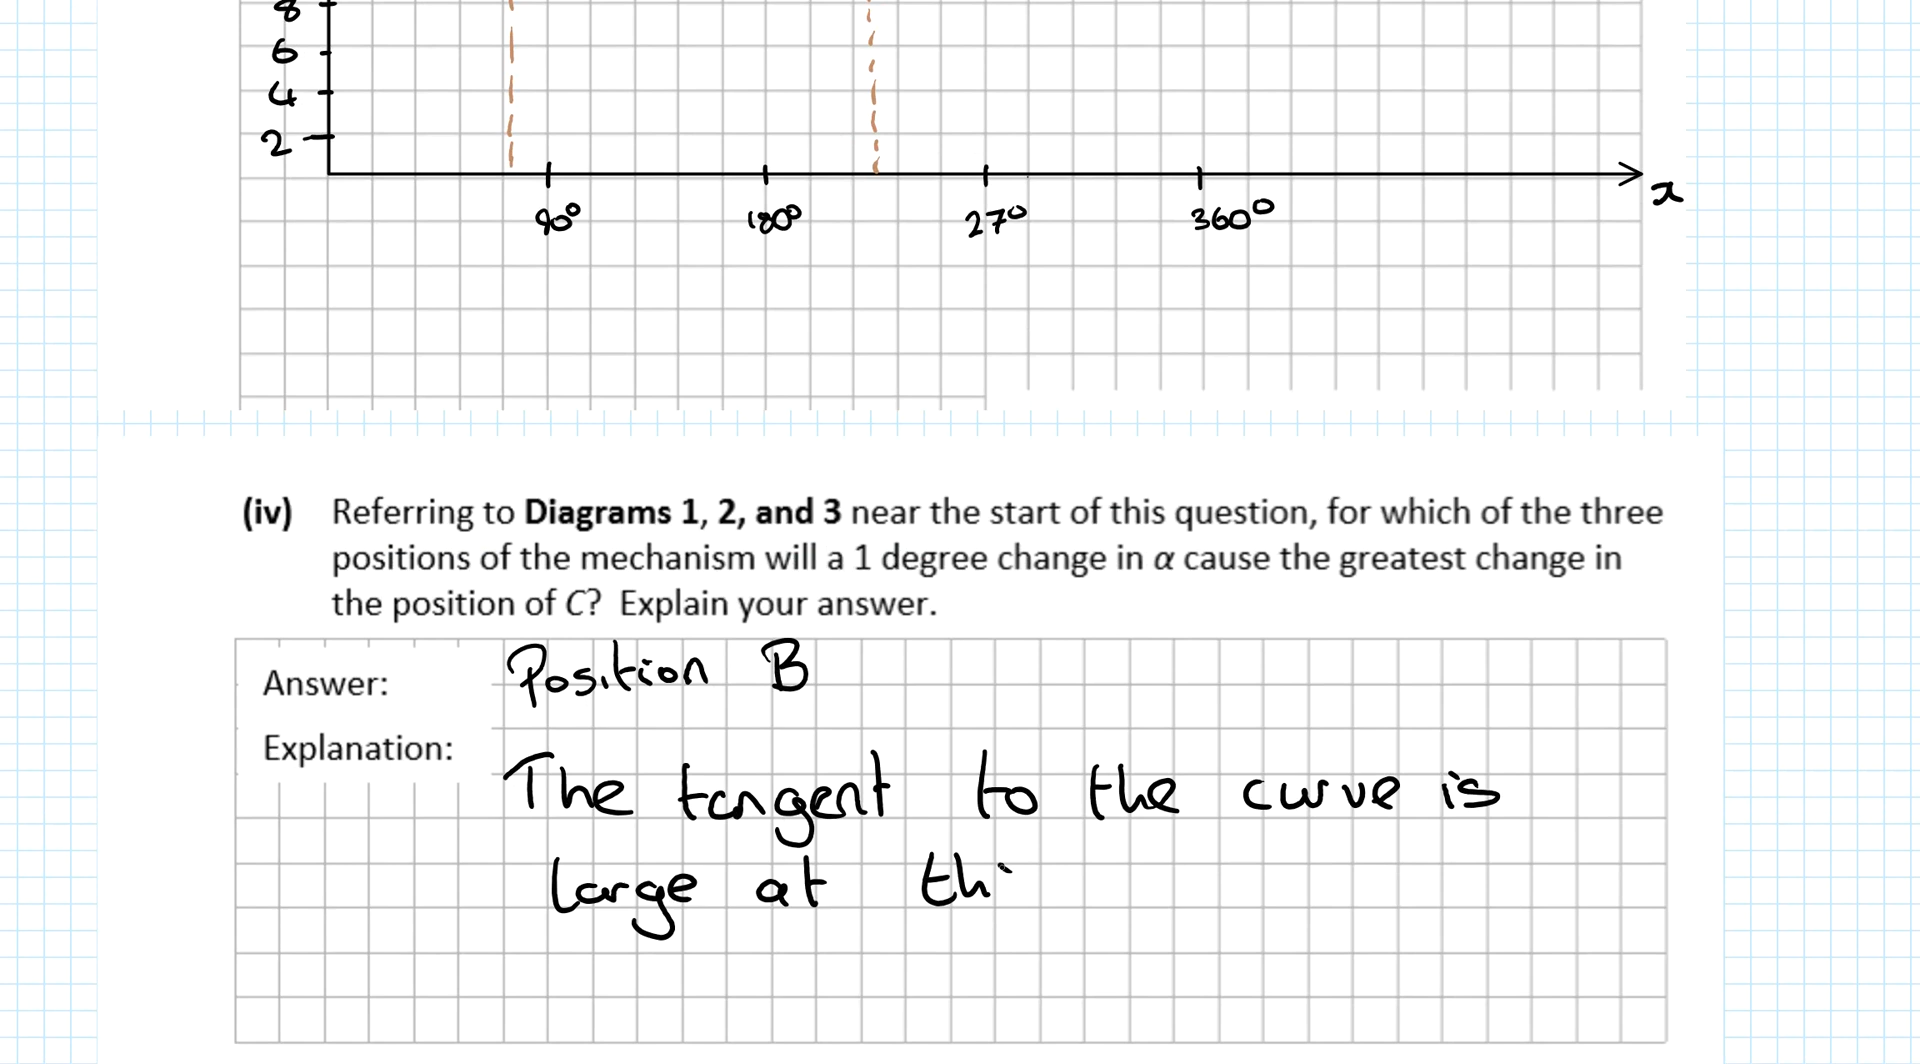 8
6
4
2
90° 180° 270 360° x
(iv) Referring to Diagrams 1, 2, and 3 near the start of this question, for which of the three
positions of the mechanism will a 1 degree change in α cause the greatest change in
the position of C? Explain your answer.
Answer: Position B
Explanation:
The tangent to the curve is
large at thi